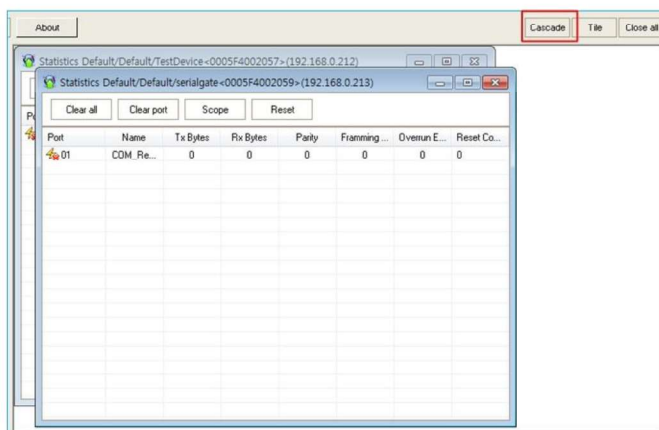 About Cascade Tile Close all
Statistics Default/Default/TestDevice<0005F4002057>(192.168.0.212)
Statistics Default/Default/serialgate<0005F4002059>(192.168.0.213)
Clear all Clear port Scope Reset
Port Name Tx Bytes Rx Bytes Parity Framming ... Overrun E... Reset Co...
01 COM_Re... 0 0 0 0 0 0